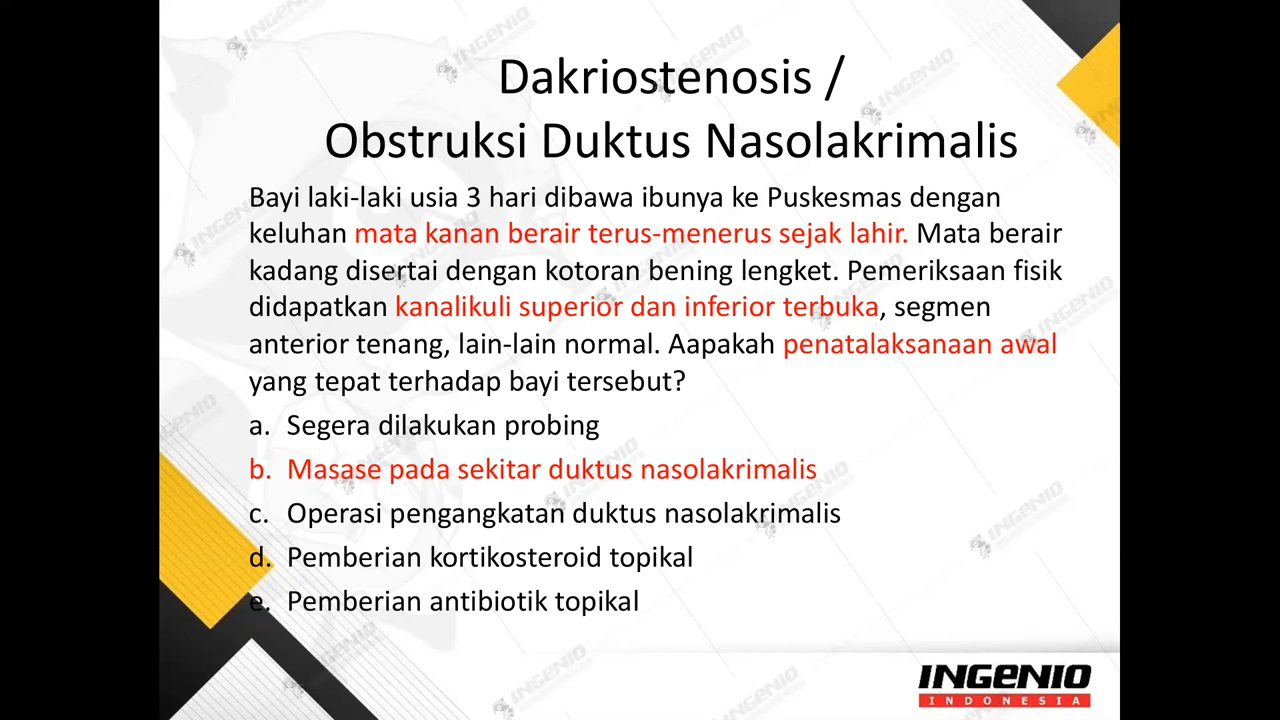 Dakriostenosis /
Obstruksi Duktus Nasolakrimalis
Bayi laki-laki usia 3 hari dibawa ibunya ke Puskesmas dengan
keluhan mata kanan berair terus-menerus sejak lahir. Mata berair
kadang disertai dengan kotoran bening lengket. Pemeriksaan fisik
didapatkan kanalikuli superior dan inferior terbuka, segmen
anterior tenang, lain-lain normal. Aapakah penatalaksanaan awal
yang tepat terhadap bayi tersebut?
a. Segera dilakukan probing
b. Masase pada sekitar duktus nasolakrimalis
c. Operasi pengangkatan duktus nasolakrimalis
d. Pemberian kortikosteroid topikal
e. Pemberian antibiotik topikal
INGENIO
INDONESIA